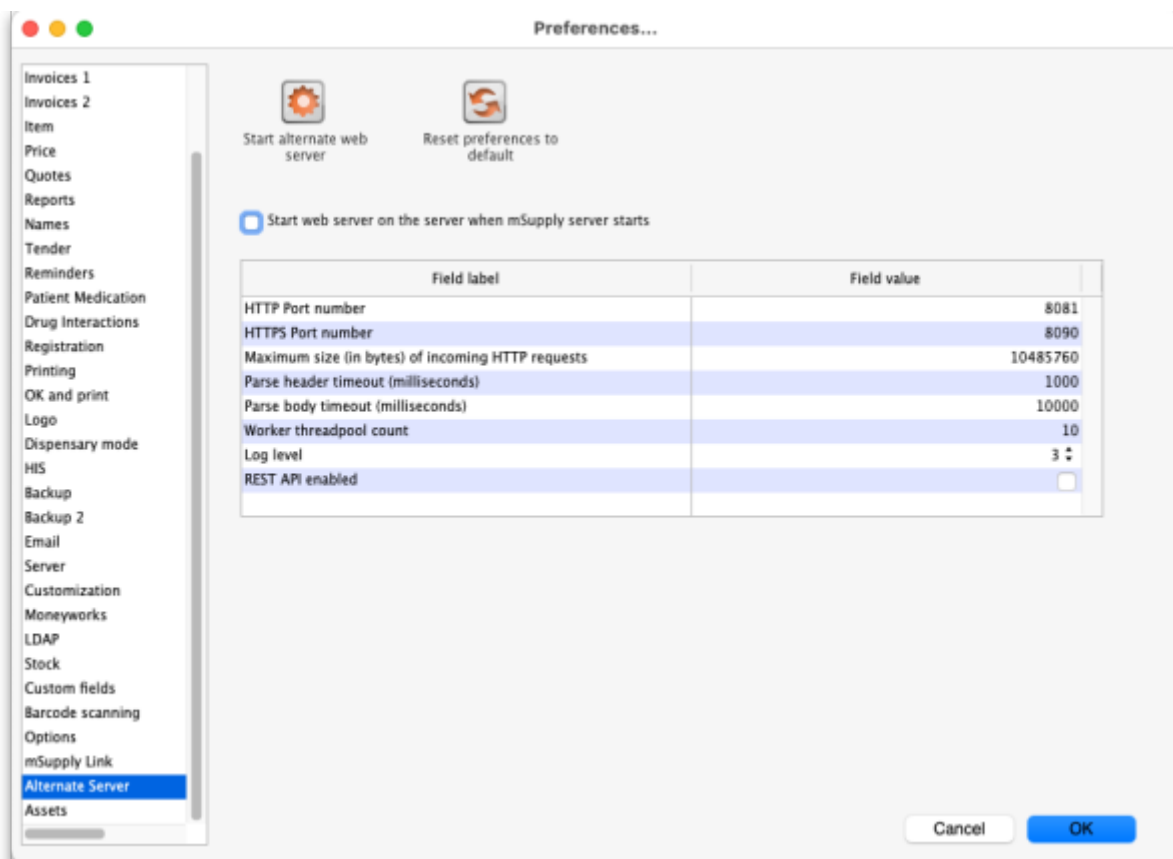 Preferences...
Invoices 1
Invoices 2
Item
Price
Quotes
Reports
Names
Tender
Reminders
Patient Medication
Drug Interactions
Registration
Printing
OK and print
Logo
Dispensary mode
HIS
Backup
Backup 2
Email
Server
Customization
Moneyworks
LDAP
Stock
Custom fields
Barcode scanning
Options
mSupply Link
Alternate Server
Assets
Start alternate web
server
Reset preferences to
default
Start web server on the server when mSupply server starts
Field label Field value
HTTP Port number 8081
HTTPS Port number 8090
Maximum size (in bytes) of incoming HTTP requests 10485760
Parse header timeout (milliseconds) 1000
Parse body timeout (milliseconds) 10000
Worker threadpool count 10
Log level 3
REST API enabled
Cancel OK